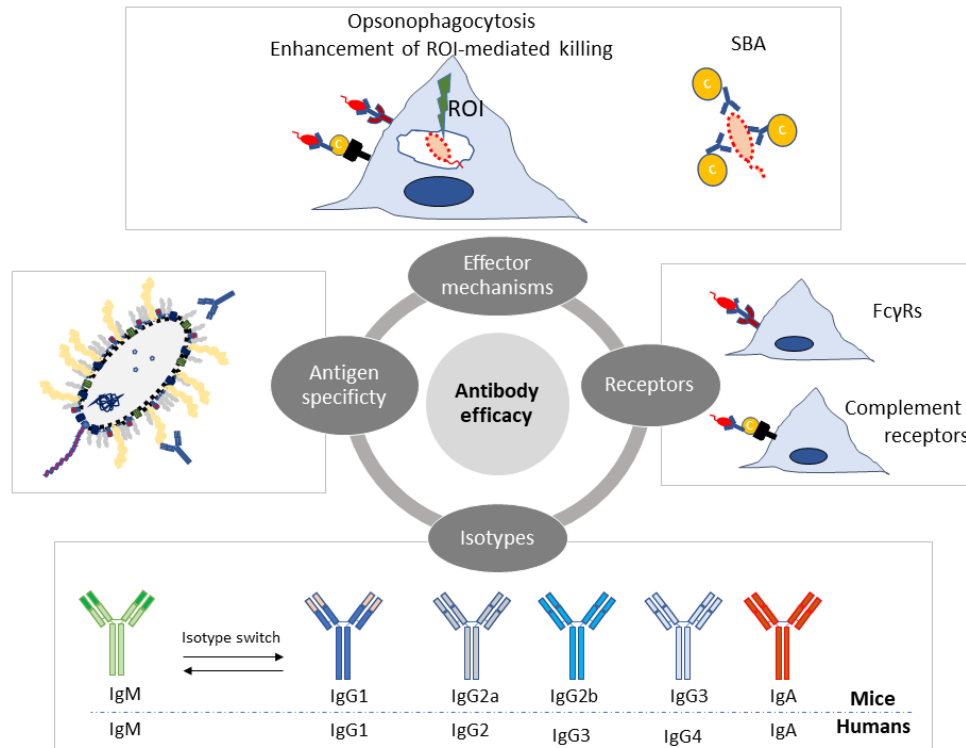 Opsonophagocytosis
Enhancement of ROI-mediated killing
SBA
ROI
C
C
C
C
Effector
mechanisms
Antigen
specificty
Antibody
efficacy
Receptors
FcγRs
Complement
receptors
C
Isotypes
Isotype switch
IgM IgG1 IgG2a IgG2b IgG3 IgA Mice
IgM IgG1 IgG2 IgG3 IgG4 IgA Humans